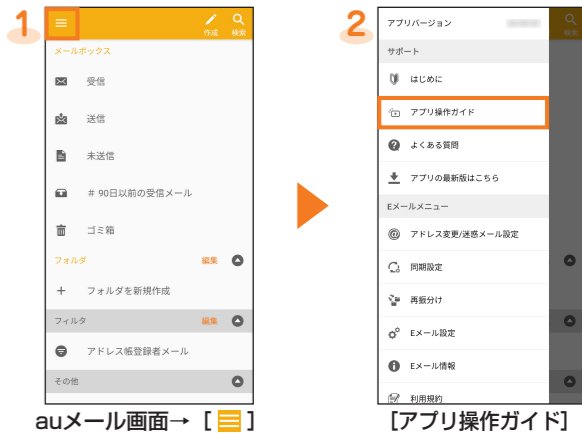 1
作成
検索
メールボックス
受信
送信
未送信
# 90日以前の受信メール
ゴミ箱
フォルダ
編集
フォルダを新規作成
フィルタ
編集
アドレス帳登録者メール
その他
auメール画面→ [ ]
2
アプリバージョン
検索
サポート
はじめに
アプリ操作ガイド
よくある質問
アプリの最新版はこちら
Eメールメニュー
アドレス変更/迷惑メール設定
同期設定
再振分け
Eメール設定
Eメール情報
利用規約
[アプリ操作ガイド]